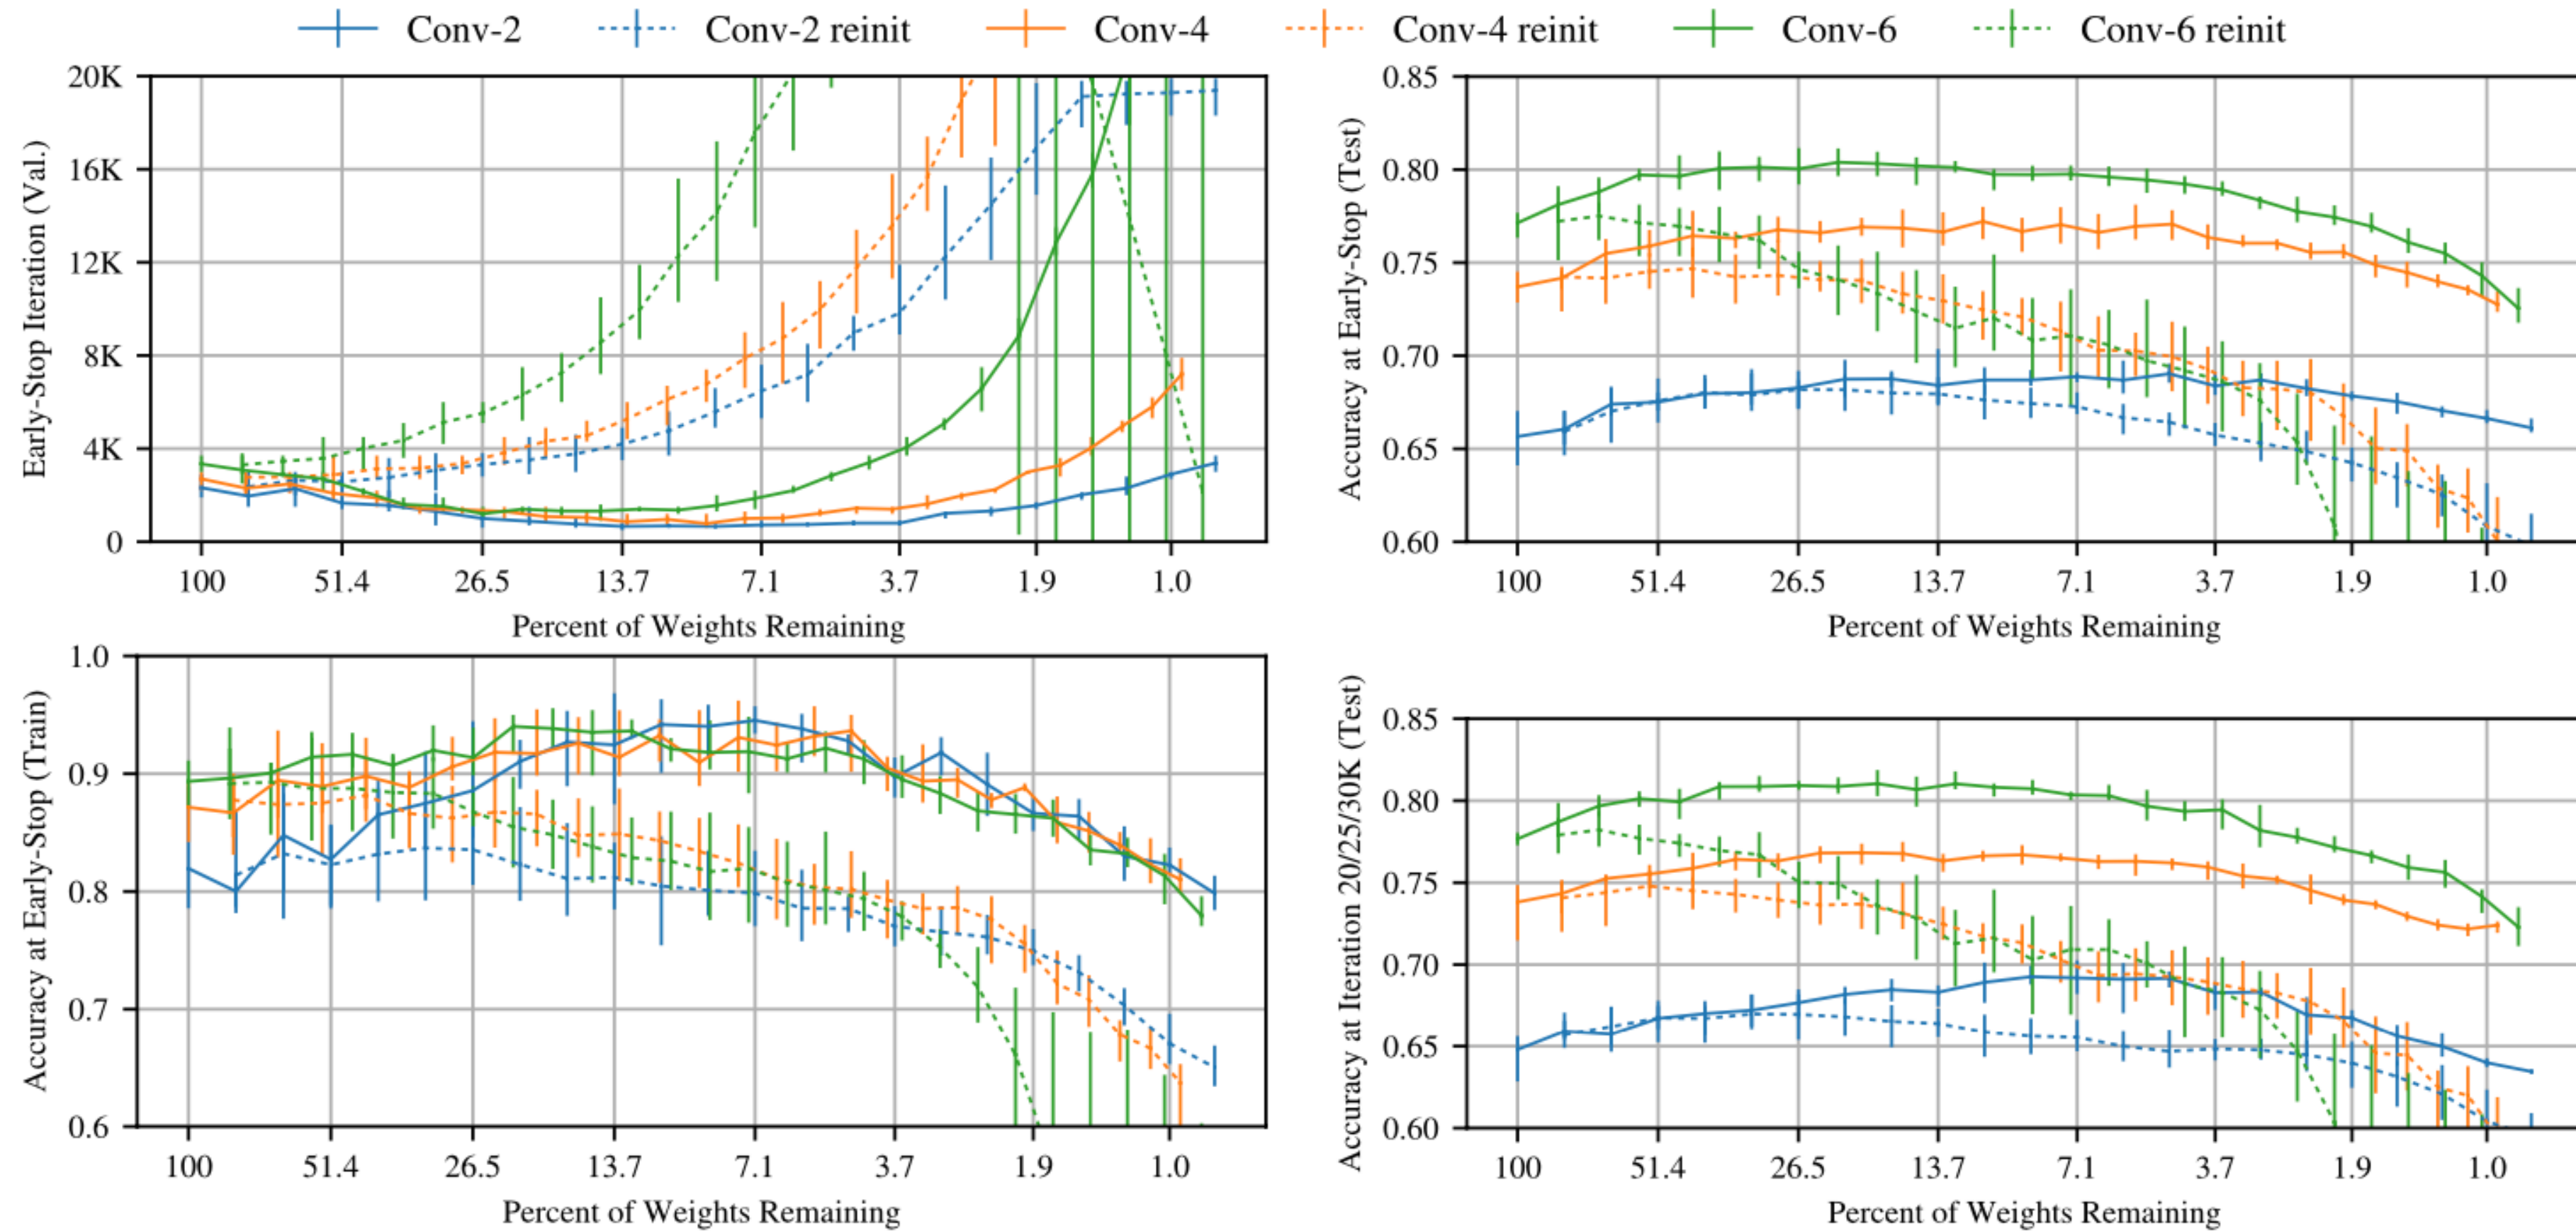 Conv-2 Conv-2 reinit Conv-4 Conv-4 reinit Conv-6 Conv-6 reinit
Early-Stop Iteration (Val.)
20K
16K
12K
8K
4K
0
100 51.4 26.5 13.7 7.1 3.7 1.9 1.0
Percent of Weights Remaining
Accuracy at Early-Stop (Test)
0.85
0.80
0.75
0.70
0.65
0.60
100 51.4 26.5 13.7 7.1 3.7 1.9 1.0
Percent of Weights Remaining
Accuracy at Early-Stop (Train)
1.0
0.9
0.8
0.7
0.6
100 51.4 26.5 13.7 7.1 3.7 1.9 1.0
Percent of Weights Remaining
Accuracy at Iteration 20/25/30K (Test)
0.85
0.80
0.75
0.70
0.65
0.60
100 51.4 26.5 13.7 7.1 3.7 1.9 1.0
Percent of Weights Remaining